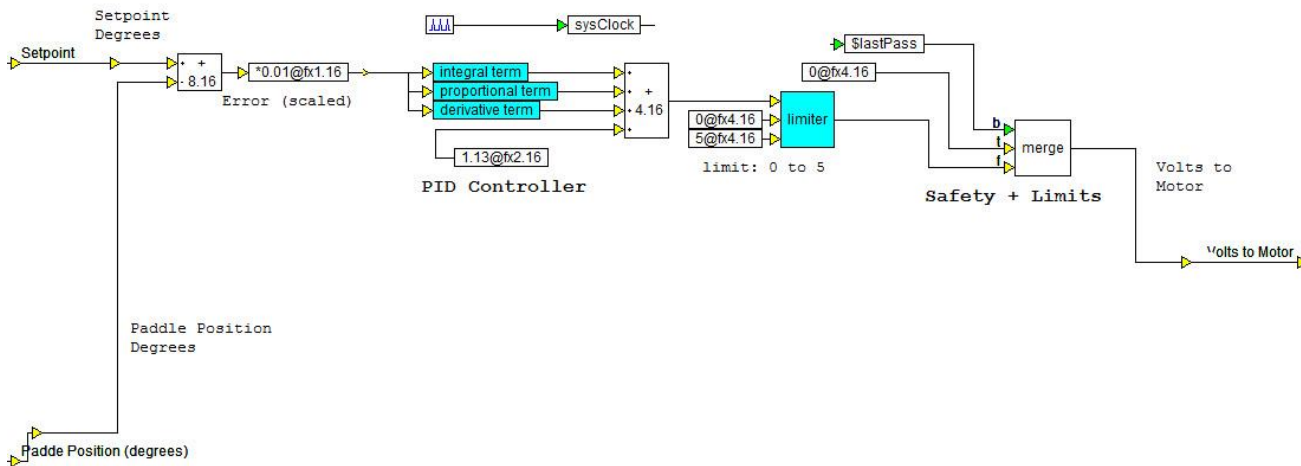 Setpoint
Degrees
Setpoint
+
8.16
*0.01@fx1.16
Error (scaled)
sysClock
integral term
proportional term
derivative term
+
4.16
1.13@fx2.16
PID Controller
0@fx4.16
5@fx4.16
limiter
limit: 0 to 5
$lastPass
0@fx4.16
b
t
f
merge
Safety + Limits
Volts to
Motor
Volts to Motor
Paddle Position
Degrees
Padde Position (degrees)